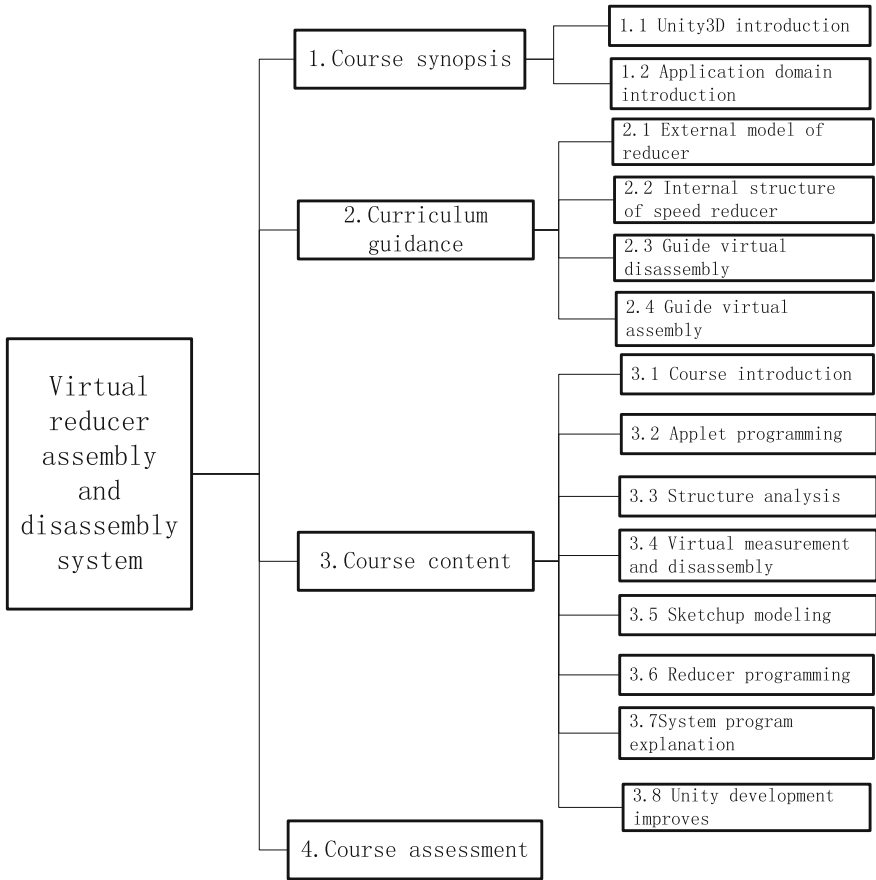 Virtual
reducer
assembly
and
disassembly
system
1.Course synopsis
1.1 Unity3D introduction
1.2 Application domain
introduction
2.Curriculum
guidance
2.1 External model of
reducer
2.2 Internal structure
of speed reducer
2.3 Guide virtual
disassembly
2.4 Guide virtual
assembly
3.Course content
3.1 Course introduction
3.2 Applet programming
3.3 Structure analysis
3.4 Virtual measurement
and disassembly
3.5 Sketchup modeling
3.6 Reducer programming
3.7System program
explanation
3.8 Unity development
improves
4.Course assessment